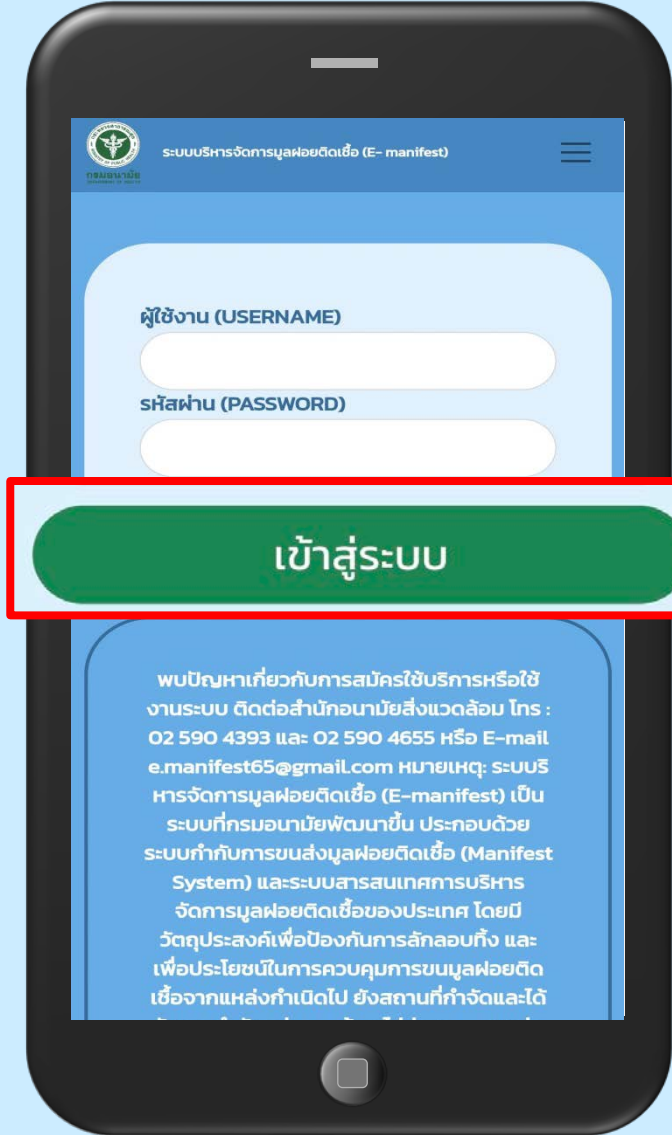 กรมอนามัย
ระบบบริหารจัดการมูลฝอยติดเชื้อ (E- manifest)
ผู้ใช้งาน (USERNAME)
รหัสผ่าน (PASSWORD)
เข้าสู่ระบบ
พบปัญหาเกี่ยวกับการสมัครใช้บริการหรือใช้
งานระบบ ติดต่อสำนักอนามัยสิ่งแวดล้อม โทร :
02 590 4393 และ 02 590 4655 หรือ E-mail
e.manifest65@gmail.com หมายเหตุ: ระบบริ
หารจัดการมูลฝอยติดเชื้อ (E-manifest) เป็น
ระบบที่กรมอนามัยพัฒนาขึ้น ประกอบด้วย
ระบบกำกับการขนส่งมูลฝอยติดเชื้อ (Manifest
System) และระบบสารสนเทศการบริหาร
จัดการมูลฝอยติดเชื้อของประเทศ โดยมี
วัตถุประสงค์เพื่อป้องกันการลักลอบทิ้ง และ
เพื่อประโยชน์ในการควบคุมการขนมูลฝอยติด
เชื้อจากแหล่งกำเนิดไป ยังสถานที่กำจัดและได้